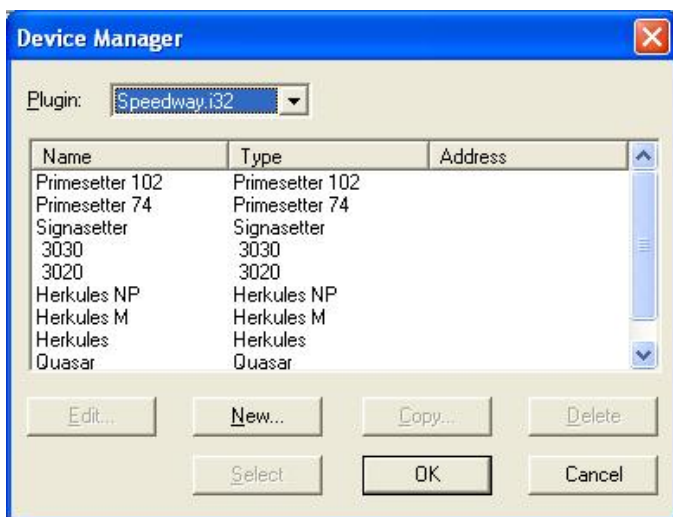 Device Manager
Plugin: Speedway.i32
Name Type Address
Primesetter 102 Primesetter 102
Primesetter 74 Primesetter 74
Signasetter Signasetter
3030 3030
3020 3020
Herkules NP Herkules NP
Herkules M Herkules M
Herkules Herkules
Quasar Quasar
Edit... New... Copy... Delete
Select OK Cancel